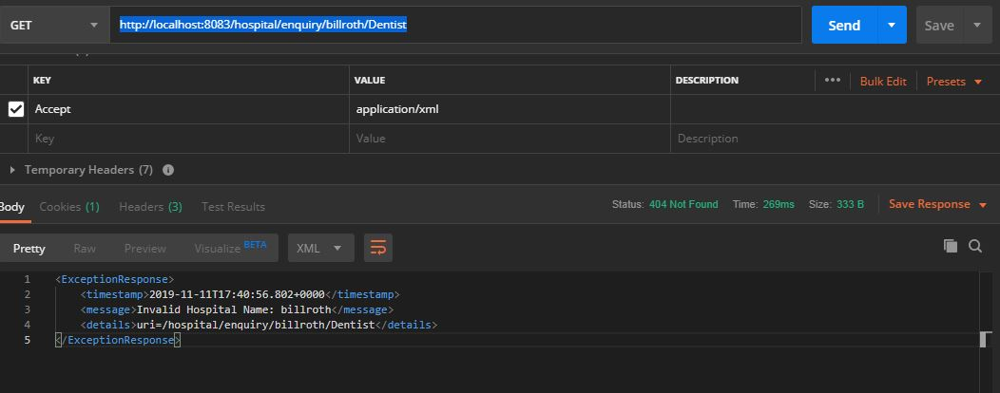 GET http://localhost:8083/hospital/enquiry/billroth/Dentist Send Save
KEY VALUE DESCRIPTION ••• Bulk Edit Presets
Accept application/xml
Key Value Description
Temporary Headers (7)
Body Cookies (1) Headers (3) Test Results Status: 404 Not Found Time: 269ms Size: 333 B Save Response
Pretty Raw Preview Visualize BETA XML
1 <ExceptionResponse>
2 <timestamp>2019-11-11T17:40:56.802+0000</timestamp>
3 <message>Invalid Hospital Name: billroth</message>
4 <details>uri=/hospital/enquiry/billroth/Dentist</details>
5 </ExceptionResponse>